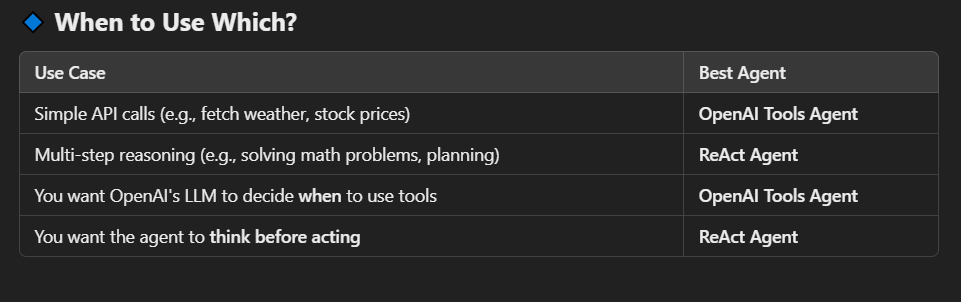 When to Use Which?
Use Case Best Agent
Simple API calls (e.g., fetch weather, stock prices) OpenAI Tools Agent
Multi-step reasoning (e.g., solving math problems, planning) ReAct Agent
You want OpenAI's LLM to decide when to use tools OpenAI Tools Agent
You want the agent to think before acting ReAct Agent